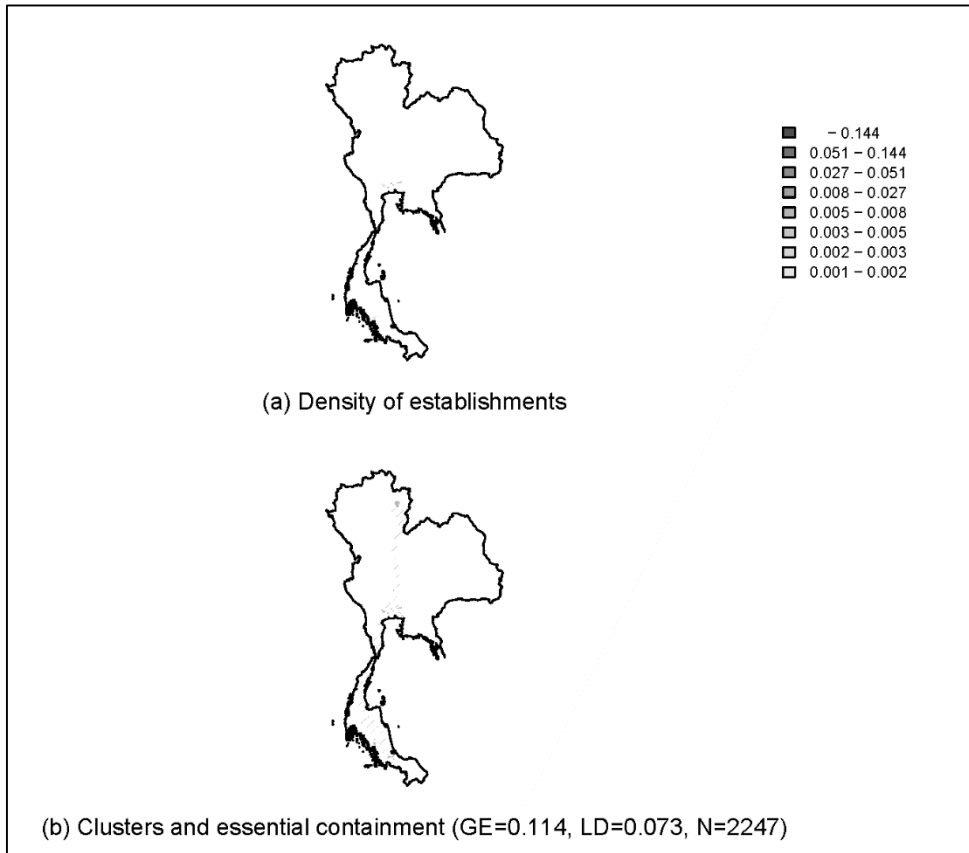 − 0.144
0.051 − 0.144
0.027 − 0.051
0.008 − 0.027
0.005 − 0.008
0.003 − 0.005
0.002 − 0.003
0.001 − 0.002
(a) Density of establishments
(b) Clusters and essential containment (GE=0.114, LD=0.073, N=2247)